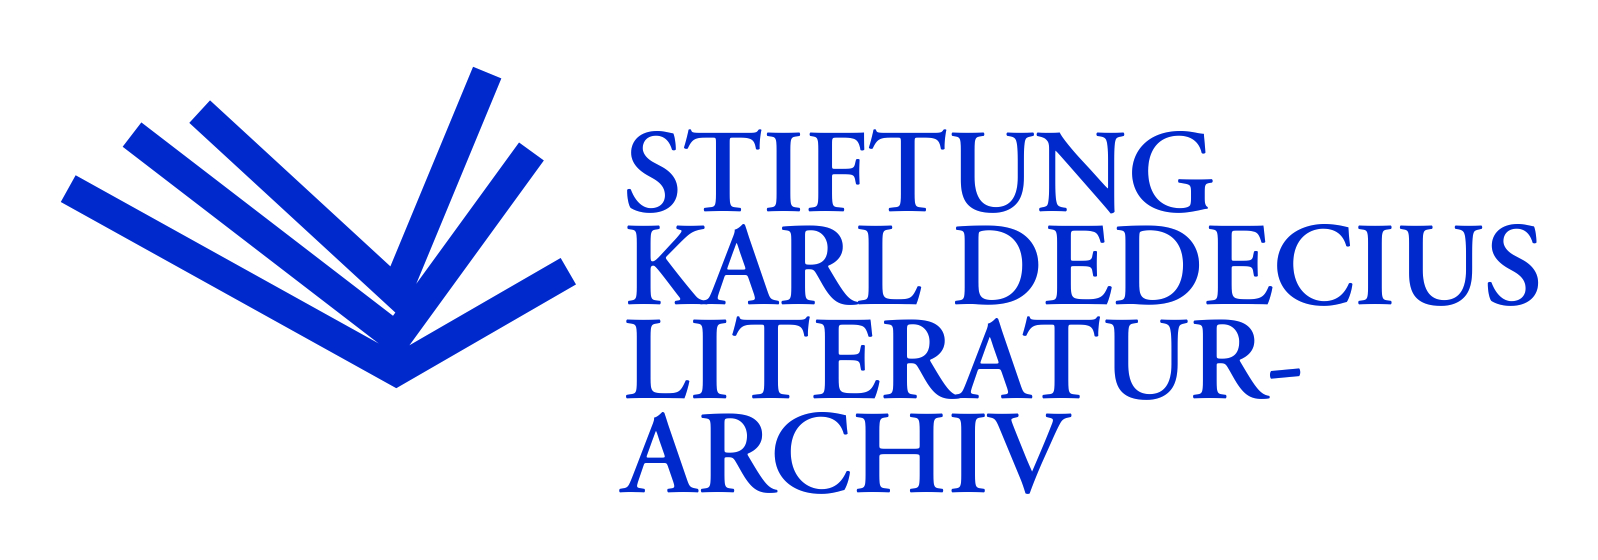 STIFTUNG
KARL DEDECIUS
LITERATUR-
ARCHIV